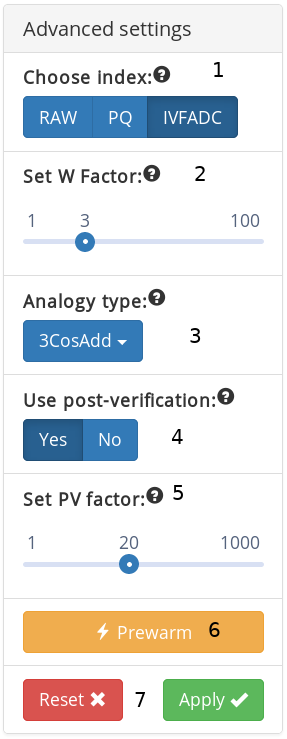 Advanced settings
Choose index: ? 1
RAW PQ IVFADC
Set W Factor: ? 2
1 3 100
Analogy type: ?
3CosAdd 3
Use post-verification: ?
Yes No 4
Set PV factor: ? 5
1 20 1000
Prewarm 6
Reset 7 Apply